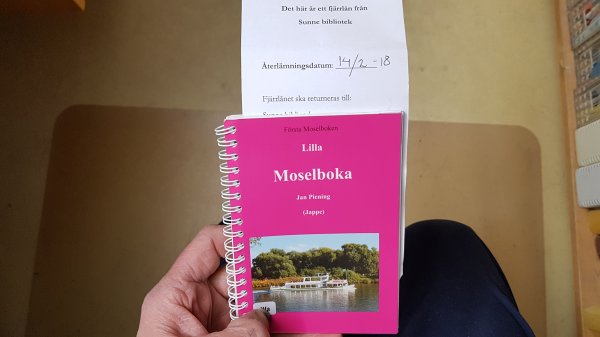 Det här är ett fjärrlån från
Sunne bibliotek
Återlämningsdatum: 14/2 -18
Fjärrlånet ska returneras till:
Första Moselboken
Lilla
Moselboka
Jan Piening
(Jappe)